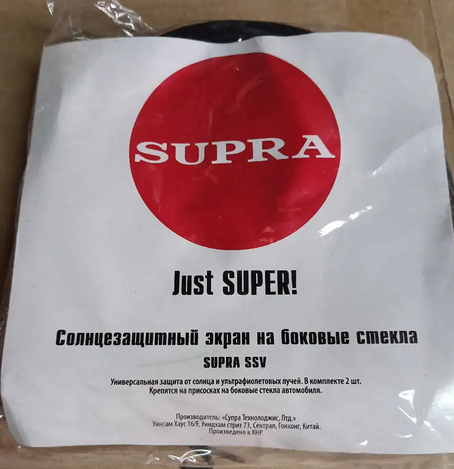 SUPRA
Just SUPER!
Солнцезащитный экран на боковые стекла
SUPRA SSV
Универсальная защита от солнца и ультрафиолетовых лучей. В комплекте 2 шт.
Крепятся на присосках на боковые стекла автомобиля.
Производитель: «Супра Технолоджис, Лтд.»
Уингам Хаус 16/F, Уиндхам стрит 73, Сентрал, Гонконг, Китай.
Произведено в КНР